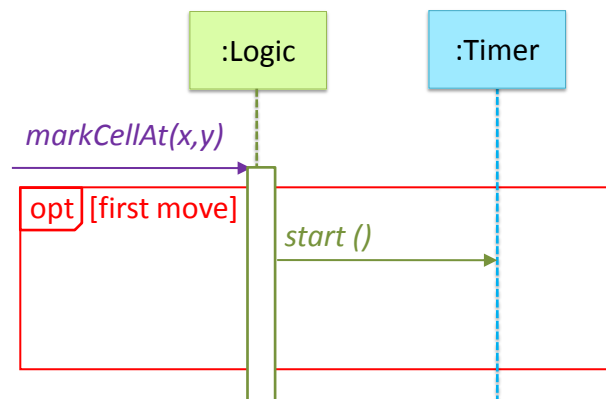 :Logic
:Timer
markCellAt(x,y)
opt [first move]
start ()